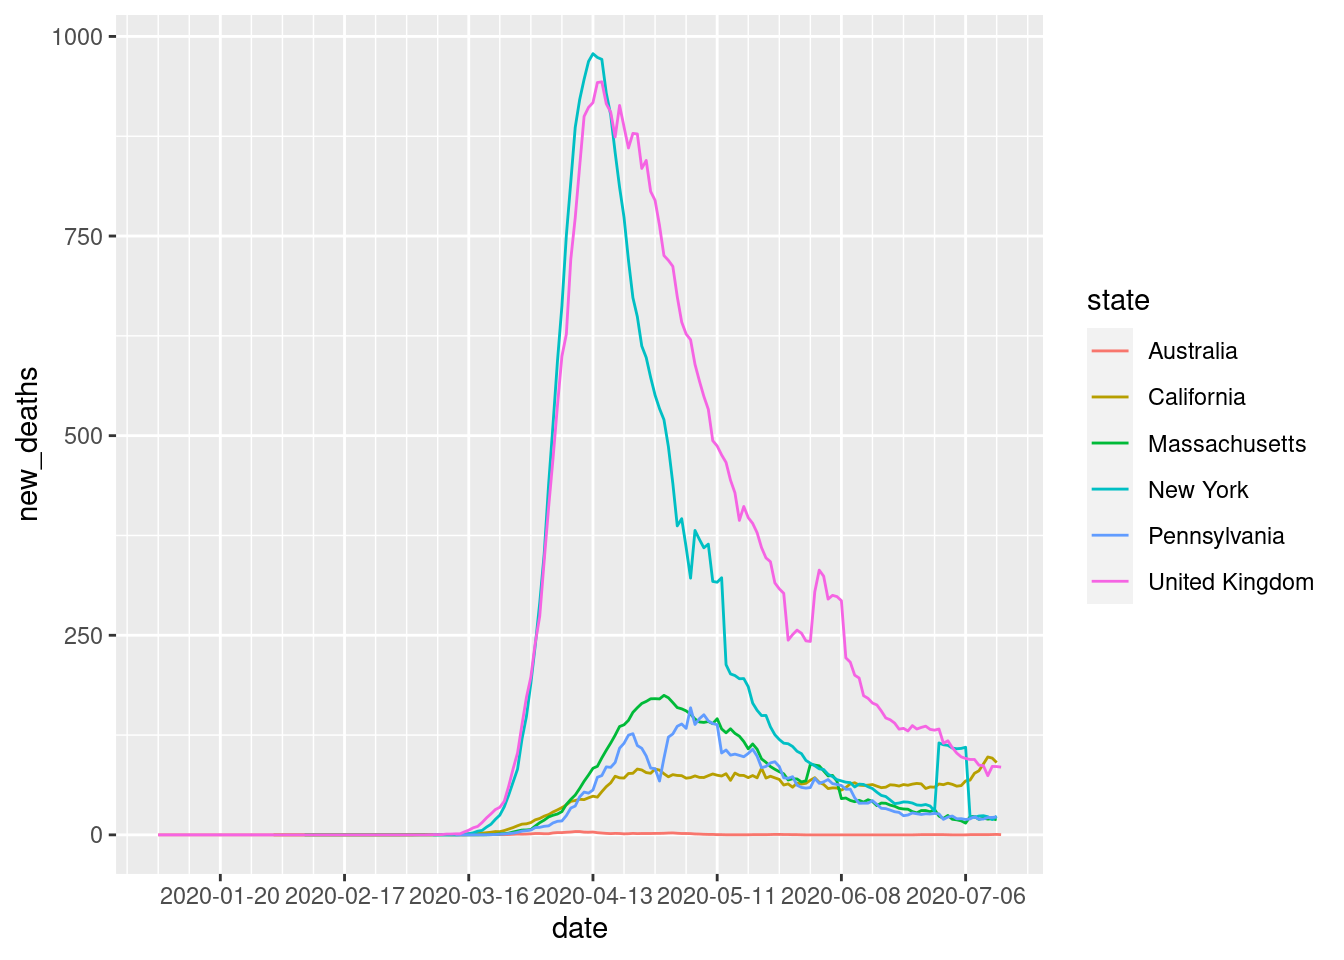 1000
750
500
250
0
new_deaths
2020-01-20 2020-02-17 2020-03-16 2020-04-13 2020-05-11 2020-06-08 2020-07-06
date
state
Australia
California
Massachusetts
New York
Pennsylvania
United Kingdom